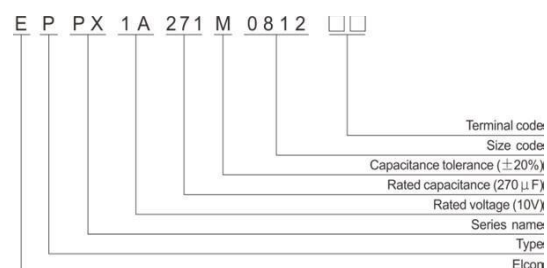 E P PX 1A 271 M 0812 □□
Terminal code
Size code
Capacitance tolerance (±20%)
Rated capacitance (270μF)
Rated voltage (10V)
Series name
Type
Elcon